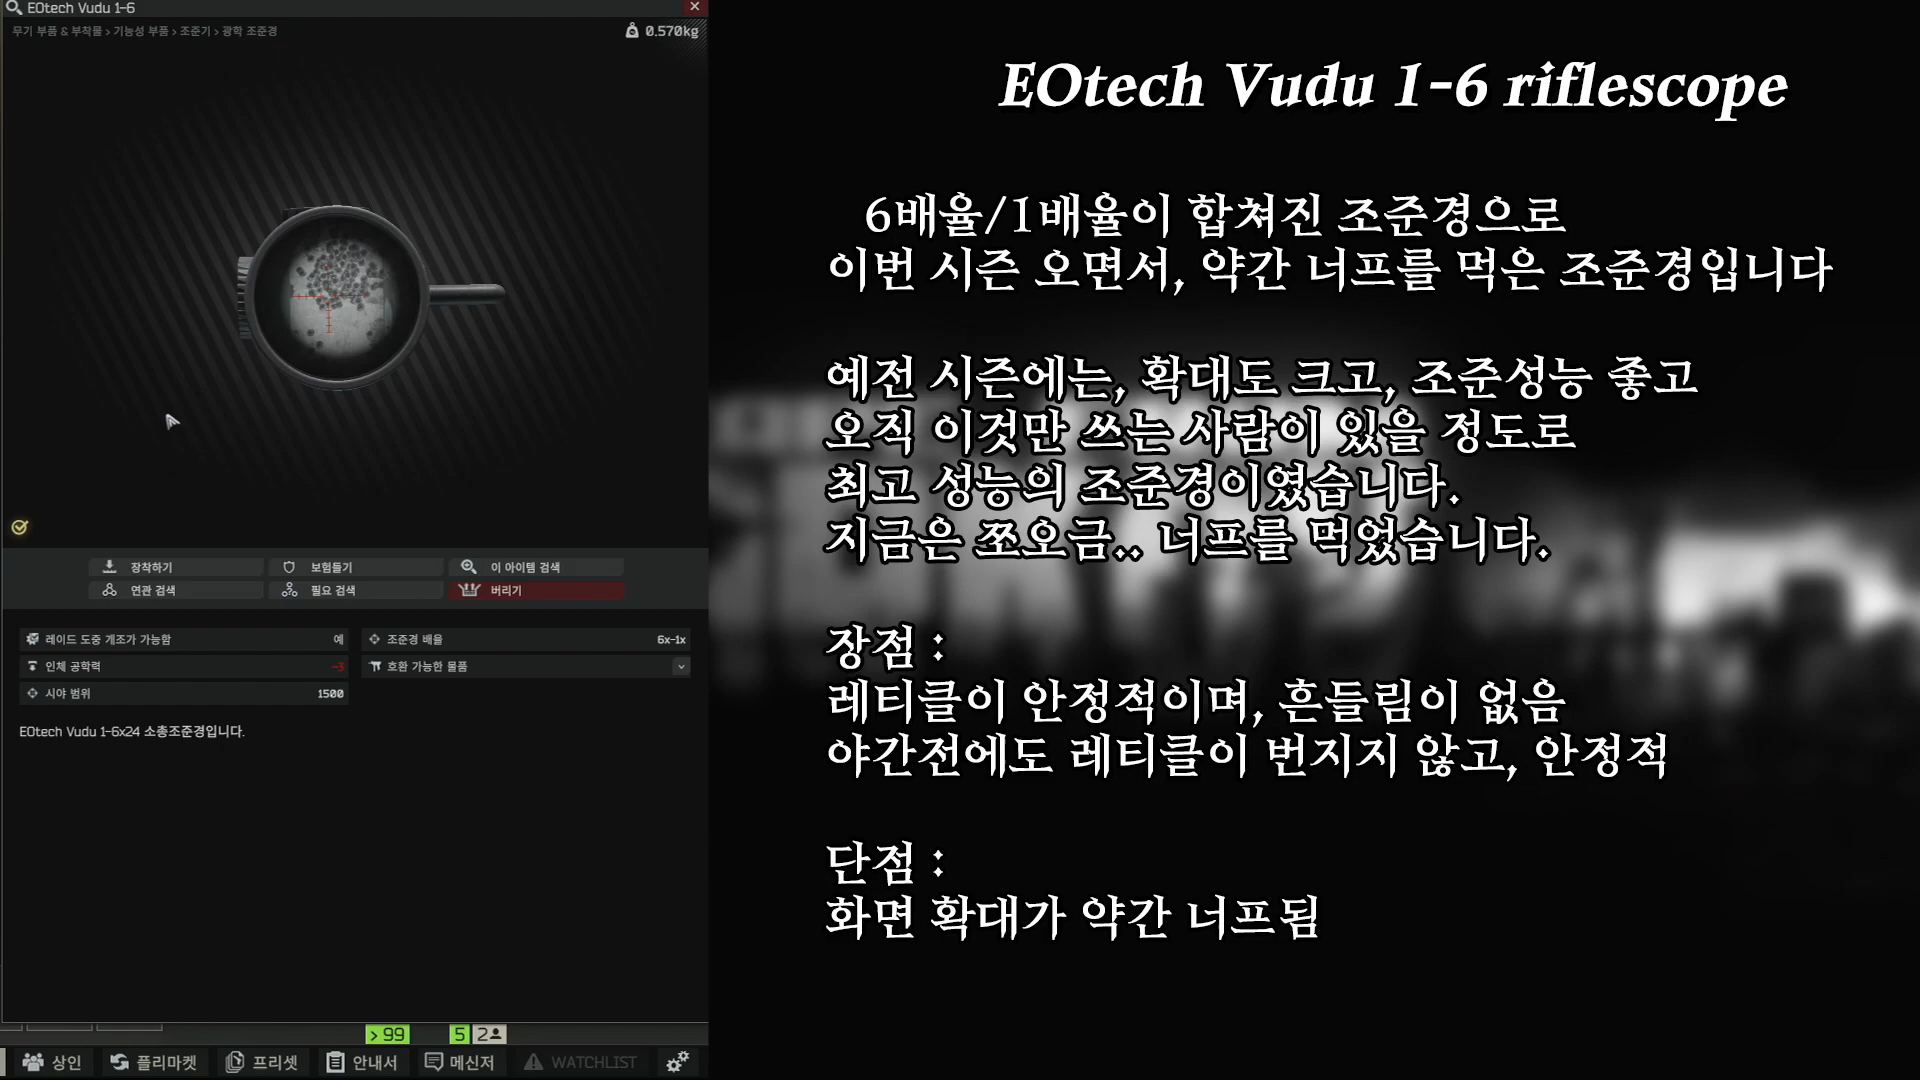 EOtech Vudu 1-6
무기 부품 & 부착물 > 기능성 부품 > 조준기 > 광학 조준경
0.570kg
장착하기
보험들기
이 아이템 검색
연관 검색
필요 검색
버리기
레이드 도중 개조가 가능함 예
조준경 배율 6x-1x
인체 공학력 -3
호환 가능한 물품
시야 범위 1500
EOtech Vudu 1-6x24 소총조준경입니다.
> 99
5
2
상인
플리마켓
프리셋
안내서
메신저
WATCHLIST
EOtech Vudu 1-6 riflescope
6배율/1배율이 합쳐진 조준경으로
이번 시즌 오면서, 약간 너프를 먹은 조준경입니다
예전 시즌에는, 확대도 크고, 조준성능 좋고
오직 이것만 쓰는 사람이 있을 정도로
최고 성능의 조준경이였습니다.
지금은 쪼오금.. 너프를 먹었습니다.
장점 :
레티클이 안정적이며, 흔들림이 없음
야간전에도 레티클이 번지지 않고, 안정적
단점 :
화면 확대가 약간 너프됨